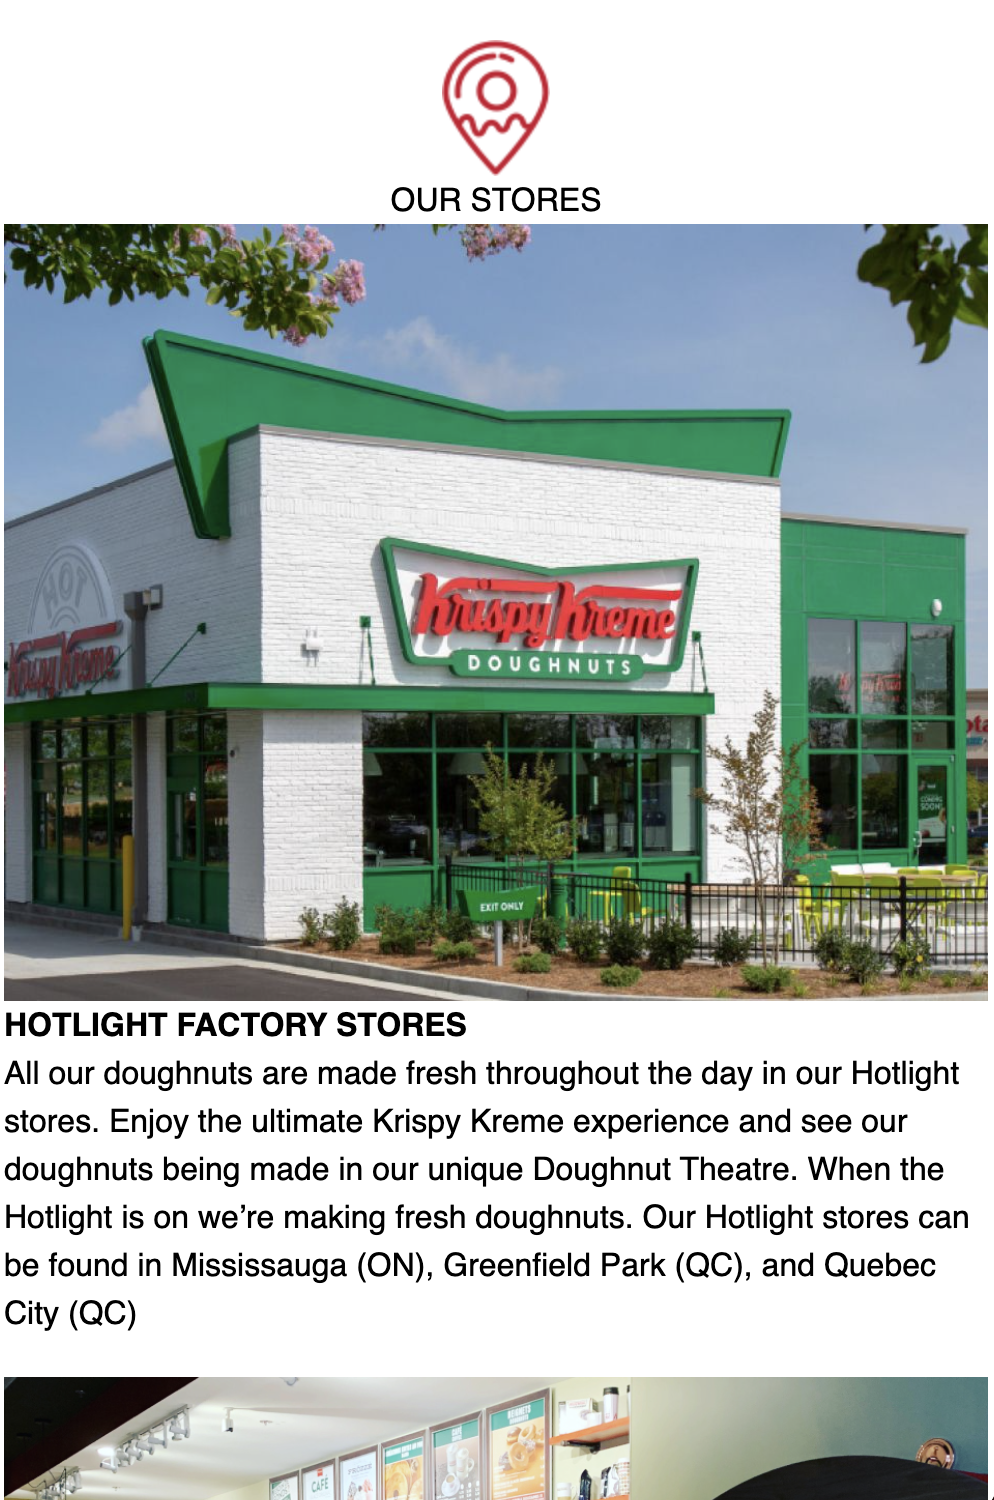 OUR STORES
HOT
Krispy Kreme
Krispy Kreme
DOUGHNUTS
COMING
SOON!
EXIT ONLY
HOTLIGHT FACTORY STORES
All our doughnuts are made fresh throughout the day in our Hotlight
stores. Enjoy the ultimate Krispy Kreme experience and see our
doughnuts being made in our unique Doughnut Theatre. When the
Hotlight is on we’re making fresh doughnuts. Our Hotlight stores can
be found in Mississauga (ON), Greenfield Park (QC), and Quebec
City (QC)
CAFE